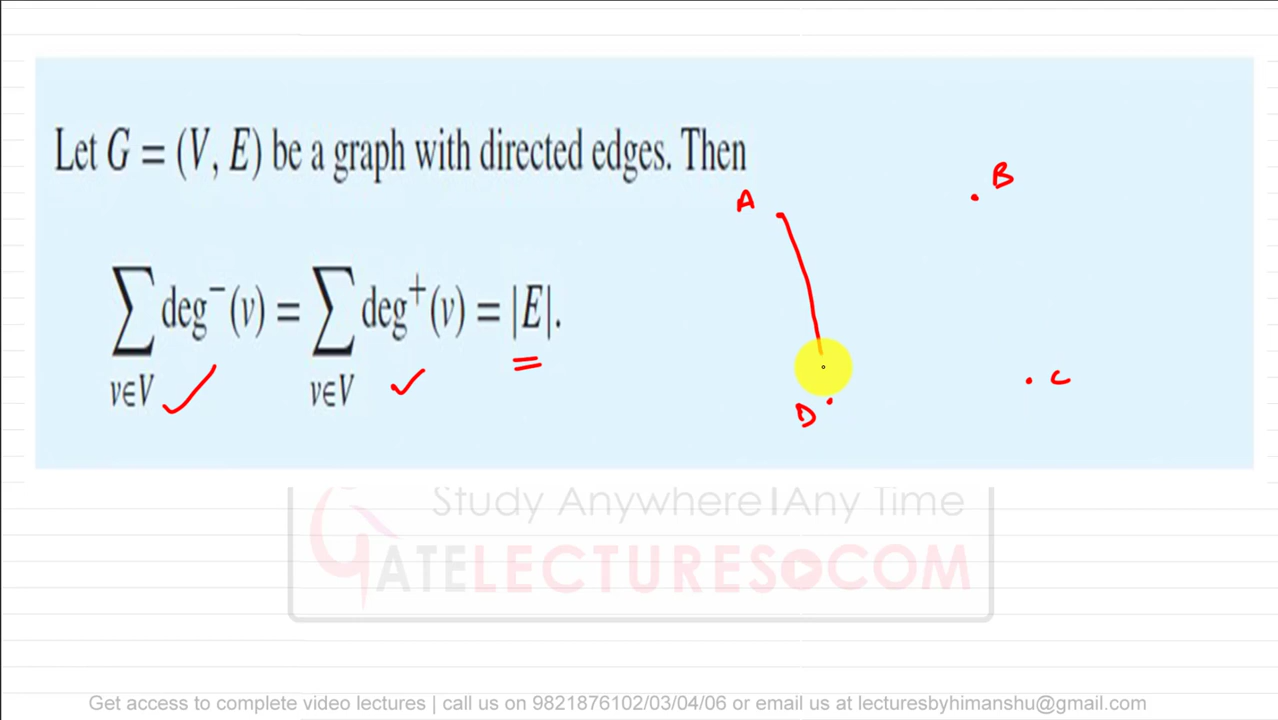 Let G = (V, E) be a graph with directed edges. Then
A
B
∑ deg⁻(v) = ∑ deg⁺(v) = |E|.
v∈V v∈V
C
D
Study Anywhere | Any Time
GATELECTURES.COM
Get access to complete video lectures | call us on 9821876102/03/04/06 or email us at lecturesbyhimanshu@gmail.com